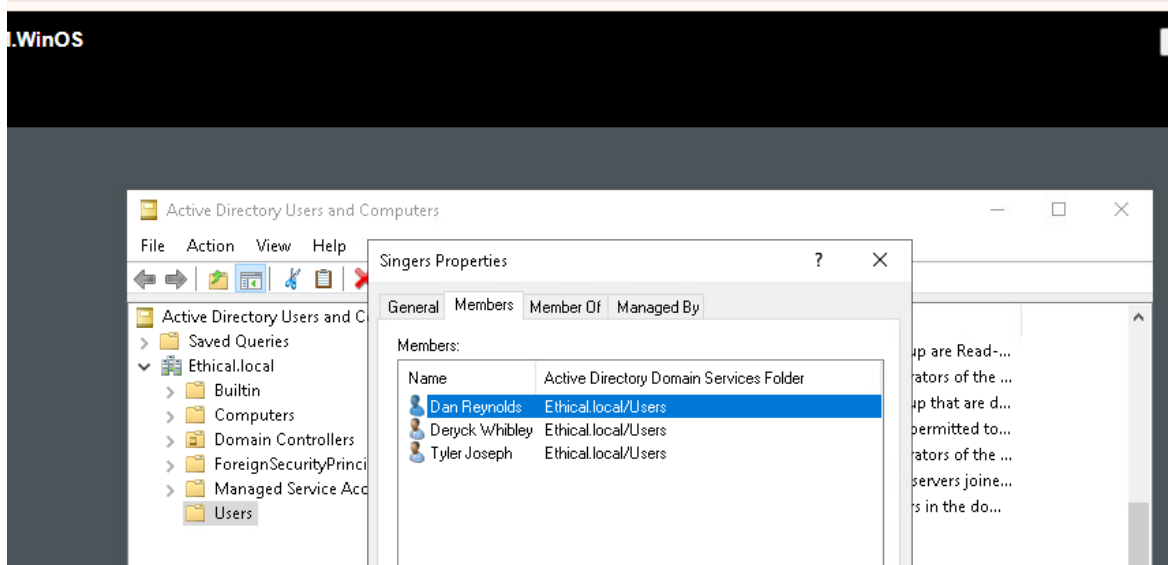 l.WinOS
Active Directory Users and Computers
File Action View Help
Singers Properties
?
General Members Member Of Managed By
Active Directory Users and C
Saved Queries
Ethical.local
Builtin
Computers
Domain Controllers
ForeignSecurityPrinci
Managed Service Acc
Users
Members:
Name Active Directory Domain Services Folder
Dan Reynolds Ethical.local/Users
Deryck Whibley Ethical.local/Users
Tyler Joseph Ethical.local/Users
up are Read-...
rators of the ...
up that are d...
permitted to...
rators of the ...
servers joine...
rs in the do...